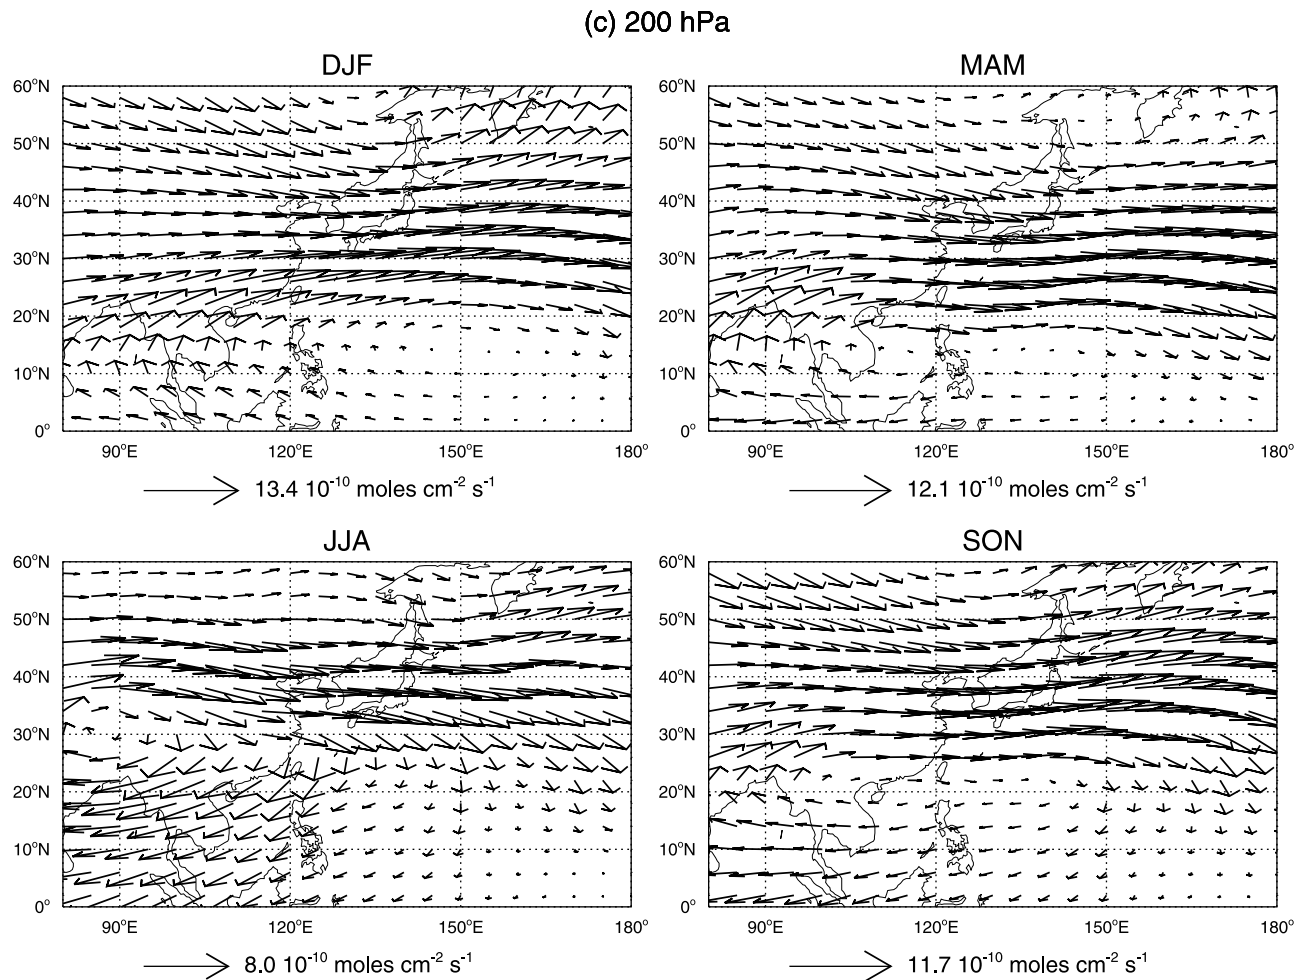 (c) 200 hPa
DJF
60°N
50°N
40°N
30°N
20°N
10°N
0°
90°E 120°E 150°E 180°
13.4 10⁻¹⁰ moles cm⁻² s⁻¹
MAM
60°N
50°N
40°N
30°N
20°N
10°N
0°
90°E 120°E 150°E 180°
12.1 10⁻¹⁰ moles cm⁻² s⁻¹
JJA
60°N
50°N
40°N
30°N
20°N
10°N
0°
90°E 120°E 150°E 180°
8.0 10⁻¹⁰ moles cm⁻² s⁻¹
SON
60°N
50°N
40°N
30°N
20°N
10°N
0°
90°E 120°E 150°E 180°
11.7 10⁻¹⁰ moles cm⁻² s⁻¹